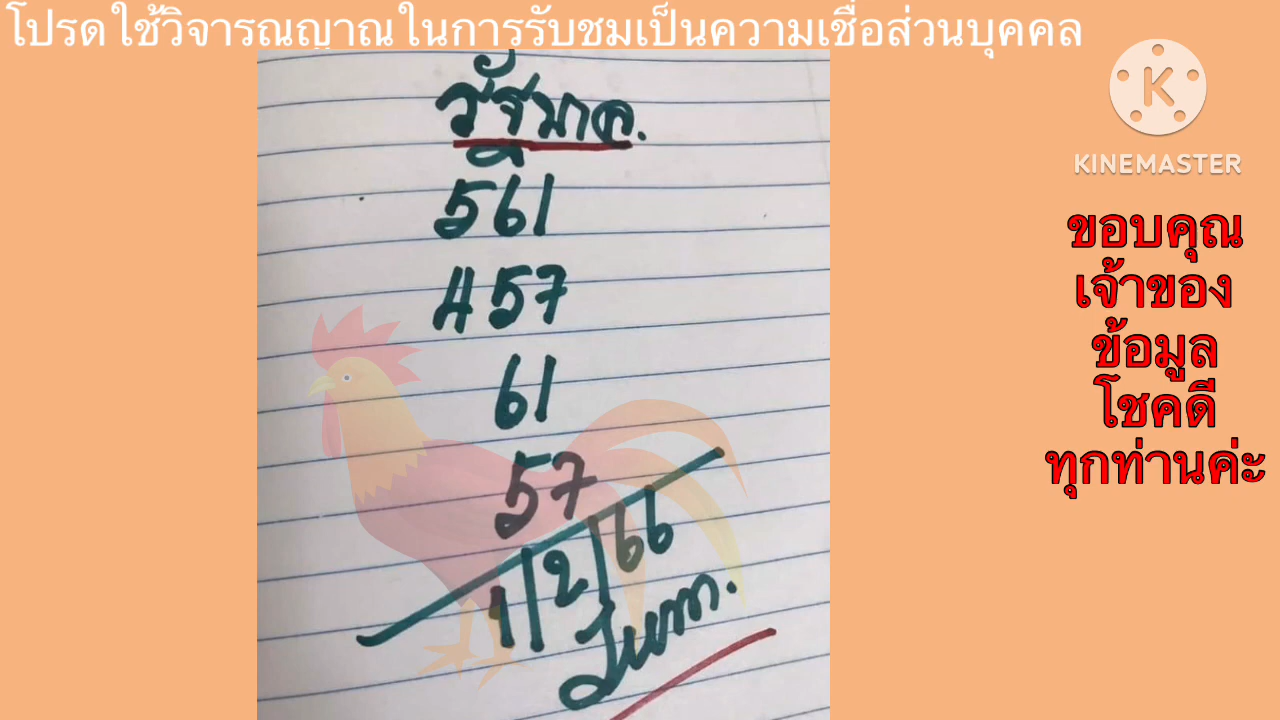 โปรดใช้วิจารณญาณในการรับชมเป็นความเชื่อส่วนบุคคล
รัฐบาล.
561
457
61
57
1/2/66
KINEMASTER
ขอบคุณ
เจ้าของ
ข้อมูล
โชคดี
ทุกท่านค่ะ